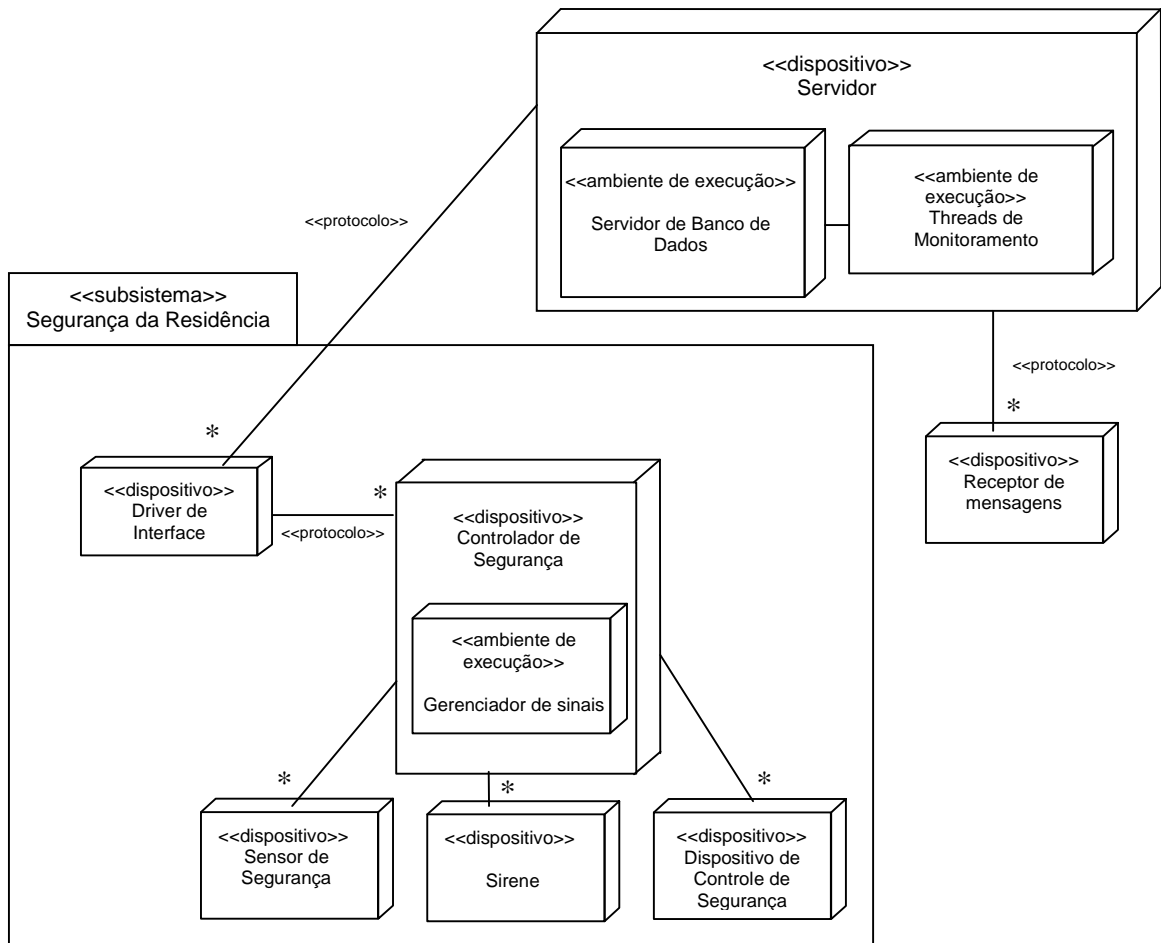 <<dispositivo>>
Servidor
<<ambiente de execução>>
Servidor de Banco de
Dados
<<ambiente de
execução>>
Threads de
Monitoramento
<<protocolo>>
<<subsistema>>
Segurança da Residência
<<protocolo>>
*
*
<<dispositivo>>
Driver de
Interface
*
<<protocolo>>
<<dispositivo>>
Controlador de
Segurança
<<ambiente de
execução>>
Gerenciador de sinais
<<dispositivo>>
Receptor de
mensagens
*
*
*
<<dispositivo>>
Sensor de
Segurança
<<dispositivo>>
Sirene
<<dispositivo>>
Dispositivo de
Controle de
Segurança